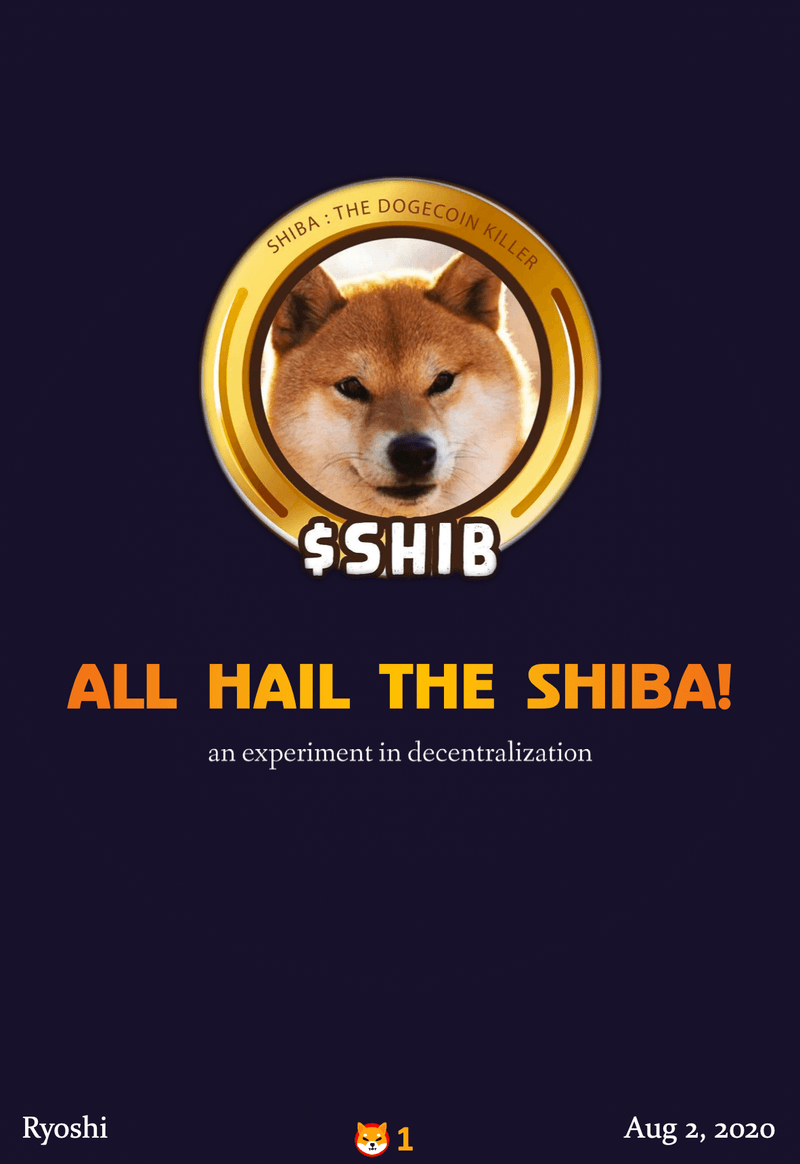 SHIBA : THE DOGECOIN KILLER
$SHIB
ALL HAIL THE SHIBA!
an experiment in decentralization
Ryoshi
1
Aug 2, 2020